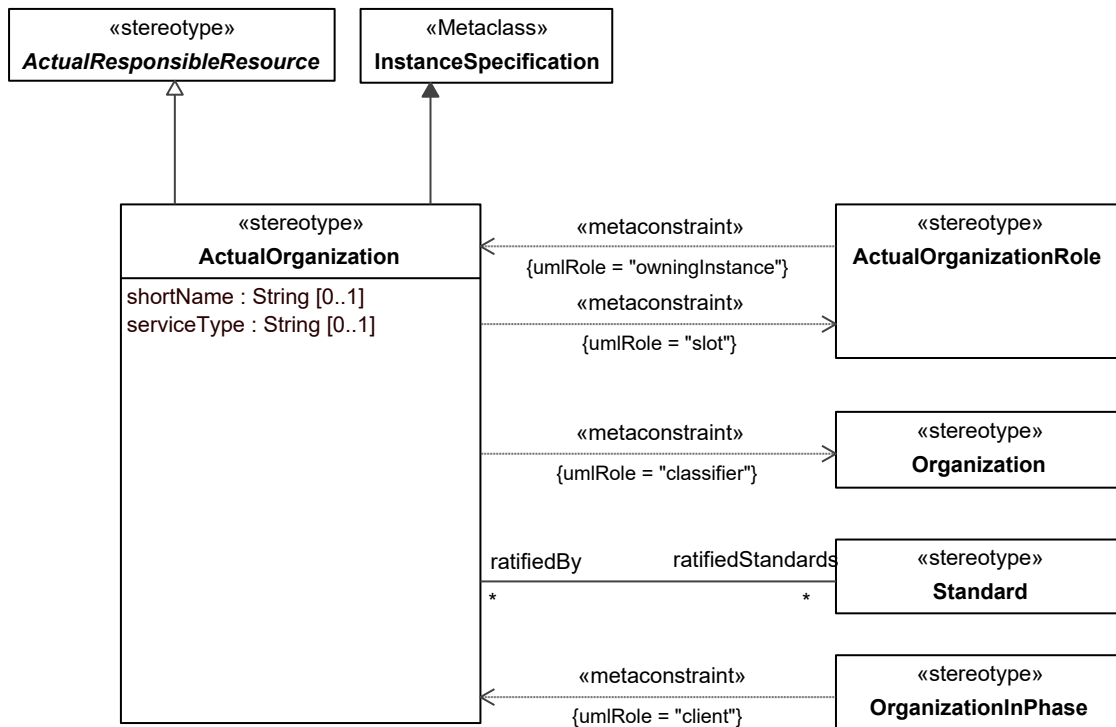 «stereotype»
ActualResponsibleResource
«Metaclass»
InstanceSpecification
«stereotype»
ActualOrganization
shortName : String [0..1]
serviceType : String [0..1]
«metaconstraint»
{umlRole = "owningInstance"}
«metaconstraint»
{umlRole = "slot"}
«stereotype»
ActualOrganizationRole
«metaconstraint»
{umlRole = "classifier"}
«stereotype»
Organization
ratifiedBy
*
ratifiedStandards
*
«stereotype»
Standard
«metaconstraint»
{umlRole = "client"}
«stereotype»
OrganizationInPhase